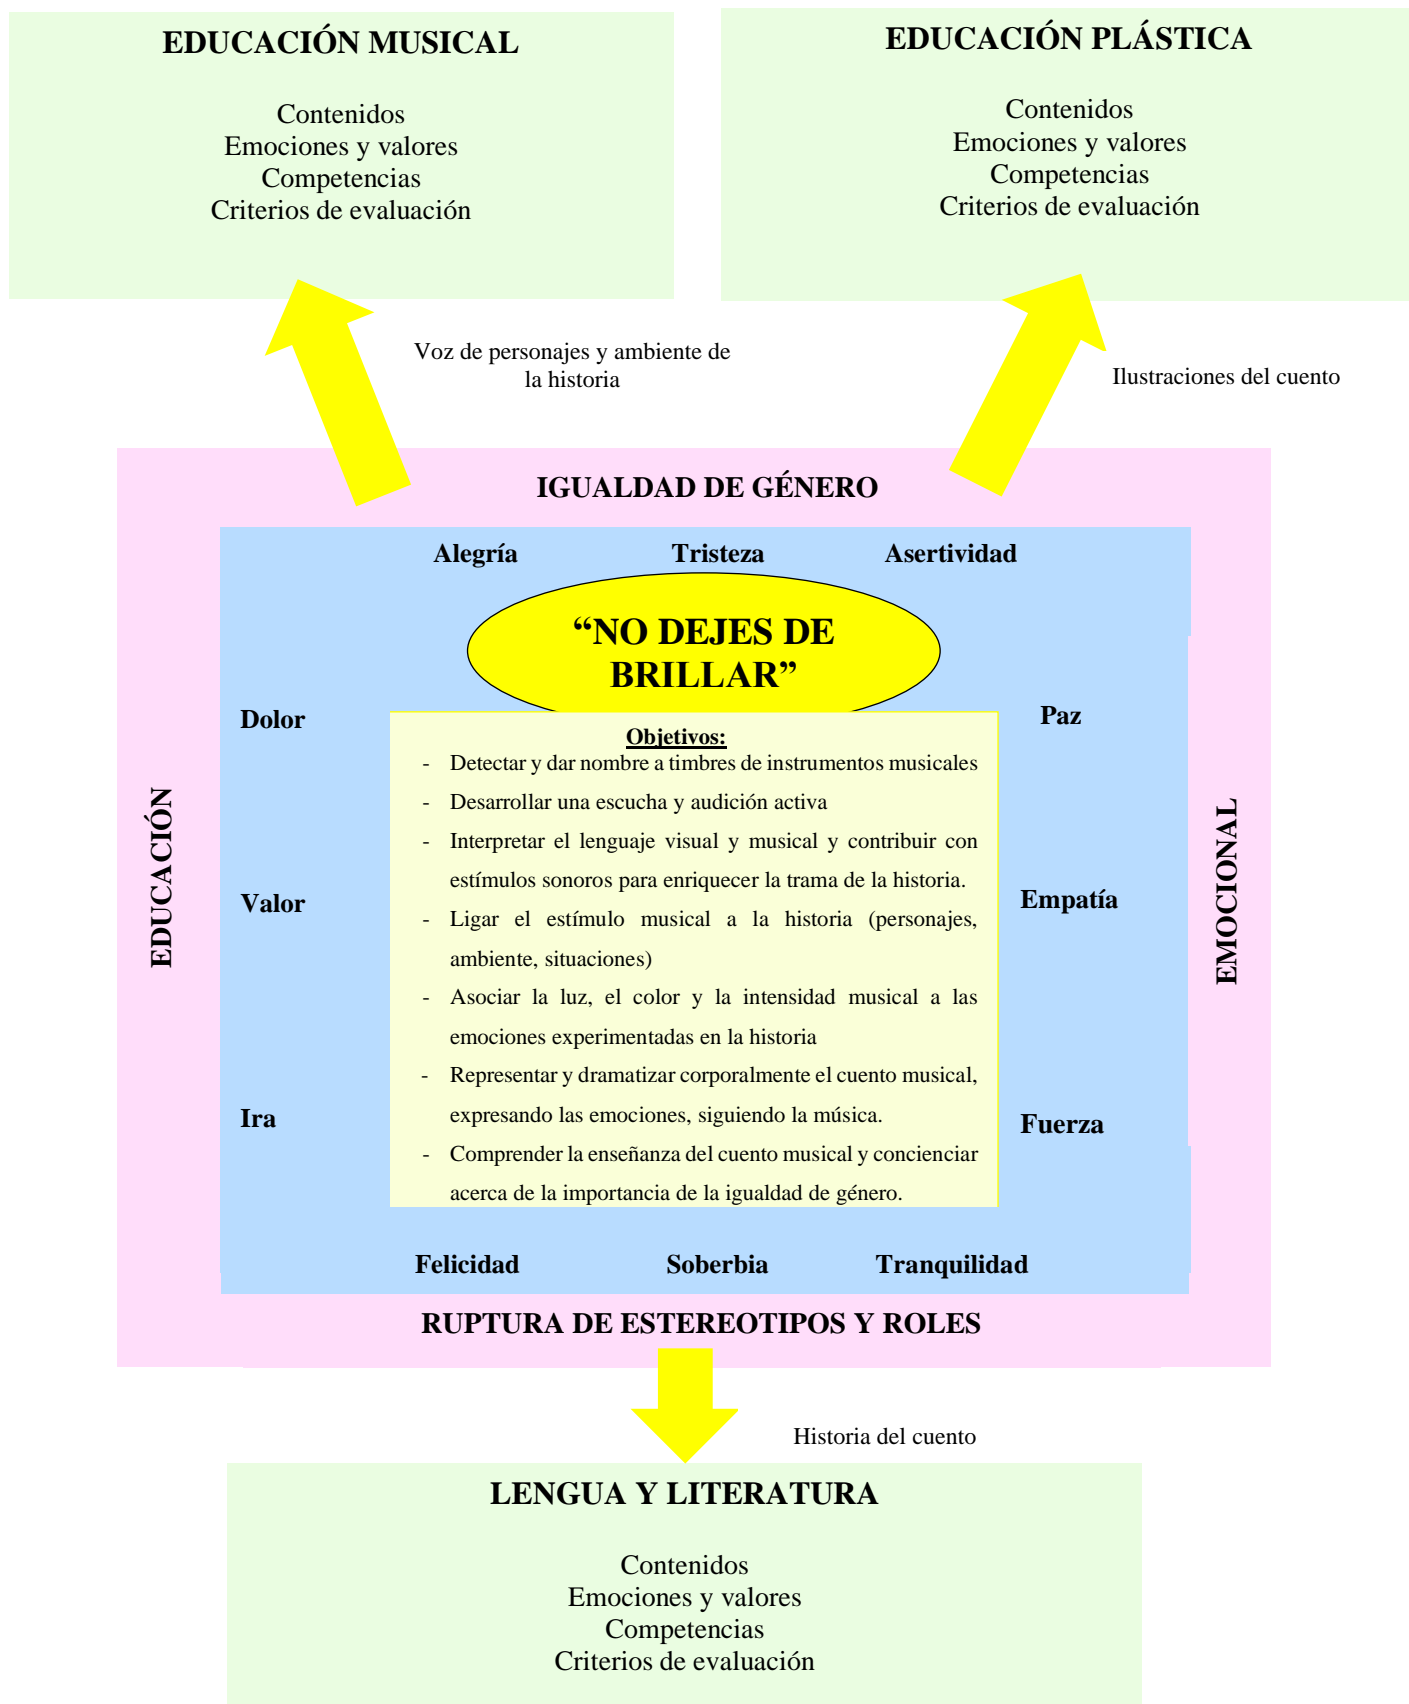 EDUCACIÓN MUSICAL
Contenidos
Emociones y valores
Competencias
Criterios de evaluación
EDUCACIÓN PLÁSTICA
Contenidos
Emociones y valores
Competencias
Criterios de evaluación
Voz de personajes y ambiente de
la historia
Ilustraciones del cuento
IGUALDAD DE GÉNERO
Alegría
Tristeza
Asertividad
“NO DEJES DE
BRILLAR”
Dolor
Paz
EDUCACIÓN
Valor
Ira
Objetivos:
- Detectar y dar nombre a timbres de instrumentos musicales
- Desarrollar una escucha y audición activa
- Interpretar el lenguaje visual y musical y contribuir con
estímulos sonoros para enriquecer la trama de la historia.
- Ligar el estímulo musical a la historia (personajes,
ambiente, situaciones)
- Asociar la luz, el color y la intensidad musical a las
emociones experimentadas en la historia
- Representar y dramatizar corporalmente el cuento musical,
expresando las emociones, siguiendo la música.
- Comprender la enseñanza del cuento musical y concienciar
acerca de la importancia de la igualdad de género.
Empatía
Fuerza
EMOCIONAL
Felicidad
Soberbia
Tranquilidad
RUPTURA DE ESTEREOTIPOS Y ROLES
Historia del cuento
LENGUA Y LITERATURA
Contenidos
Emociones y valores
Competencias
Criterios de evaluación